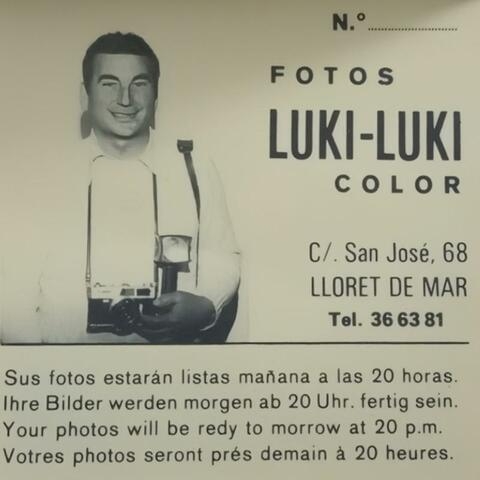 N.º..............................
FOTOS
LUKI-LUKI
COLOR
C/. San José, 68
LLORET DE MAR
Tel. 36 63 81
Sus fotos estarán listas mañana a las 20 horas.
Ihre Bilder werden morgen ab 20 Uhr. fertig sein.
Your photos will be redy to morrow at 20 p.m.
Votres photos seront prés demain à 20 heures.